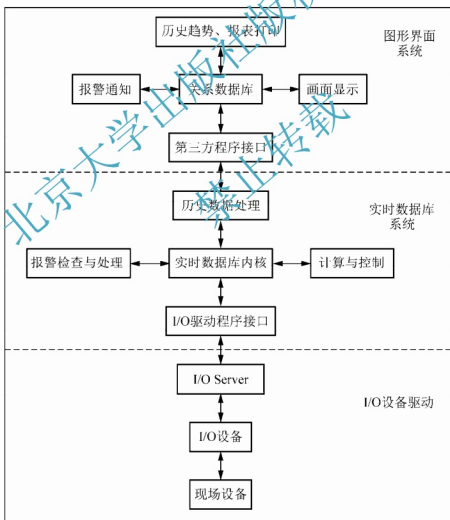 历史趋势、报表打印
图形界面
系统
报警通知
关系数据库
画面显示
第三方程序接口
历史数据处理
实时数据库
系统
报警检查与处理
实时数据库内核
计算与控制
I/O驱动程序接口
I/O Server
I/O设备驱动
I/O设备
现场设备
北京大学出版社版权
禁止转载